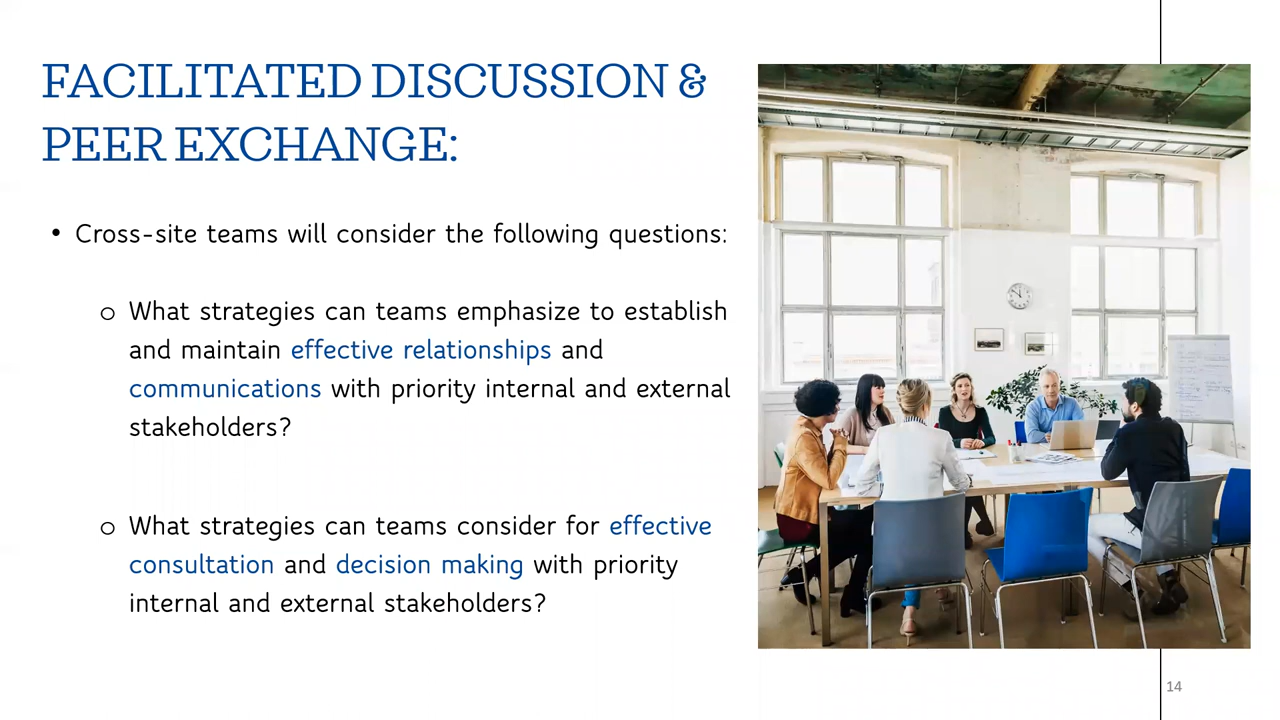 FACILITATED DISCUSSION &
PEER EXCHANGE:
• Cross-site teams will consider the following questions:
o What strategies can teams emphasize to establish
and maintain effective relationships and
communications with priority internal and external
stakeholders?
o What strategies can teams consider for effective
consultation and decision making with priority
internal and external stakeholders?
14